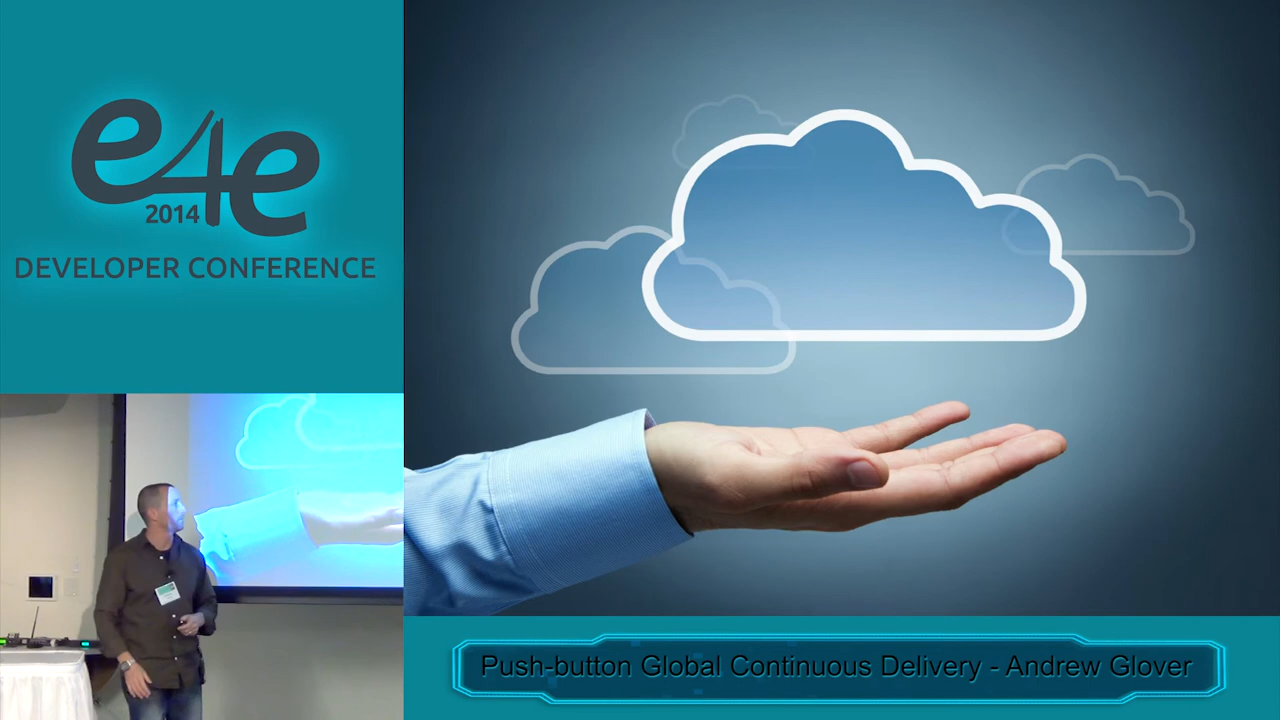 e4e
2014
DEVELOPER CONFERENCE
Push-button Global Continuous Delivery - Andrew Glover